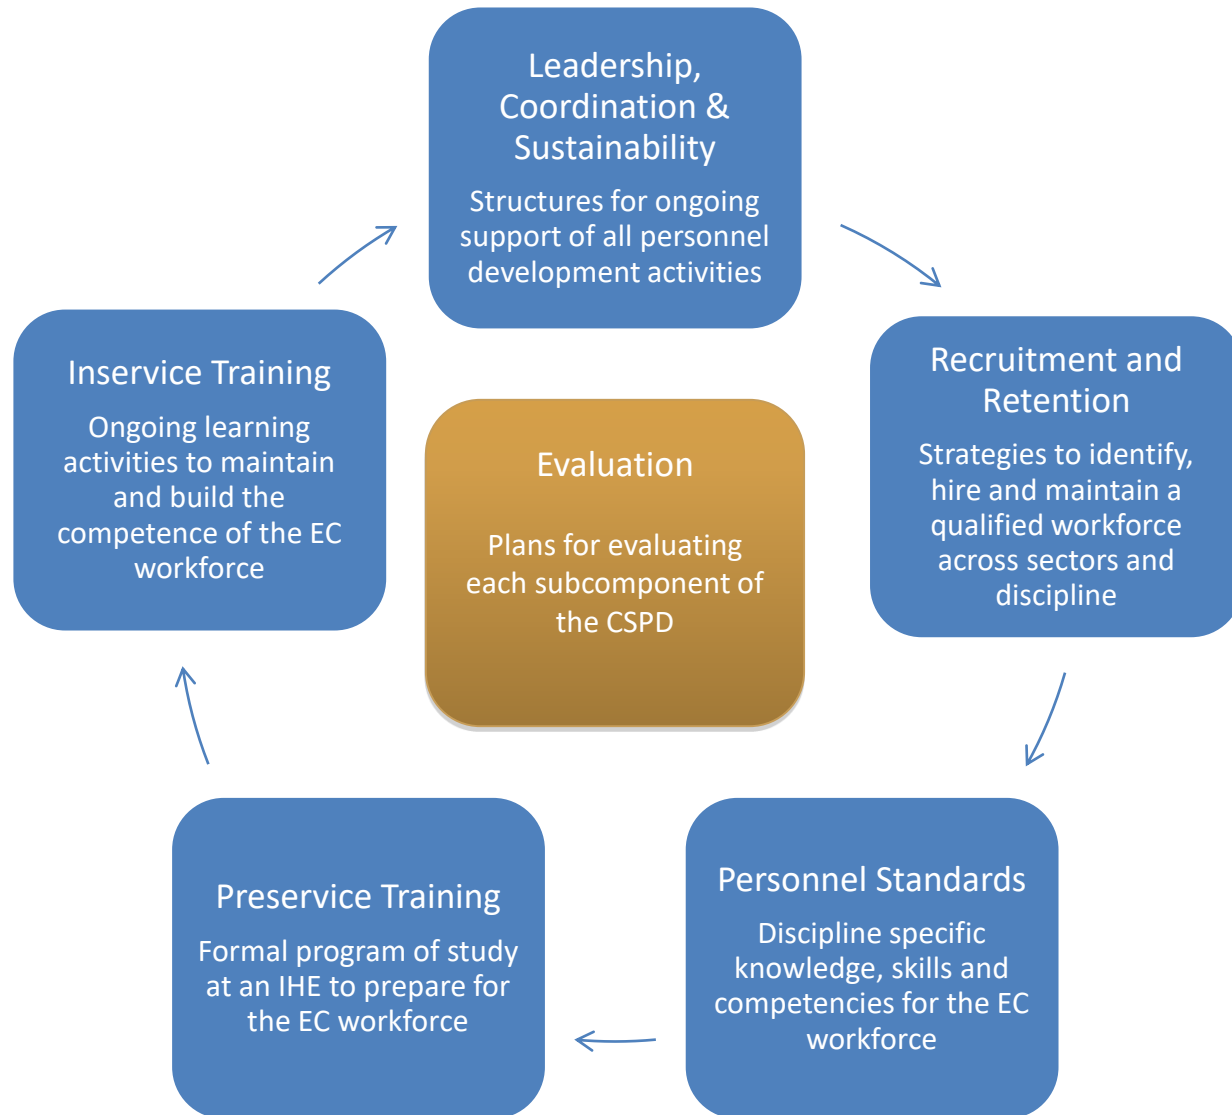 Leadership,
Coordination &
Sustainability
Structures for ongoing
support of all personnel
development activities
Recruitment and
Retention
Strategies to identify,
hire and maintain a
qualified workforce
across sectors and
discipline
Personnel Standards
Discipline specific
knowledge, skills and
competencies for the EC
workforce
Preservice Training
Formal program of study
at an IHE to prepare for
the EC workforce
Inservice Training
Ongoing learning
activities to maintain
and build the
competence of the EC
workforce
Evaluation
Plans for evaluating
each subcomponent of
the CSPD